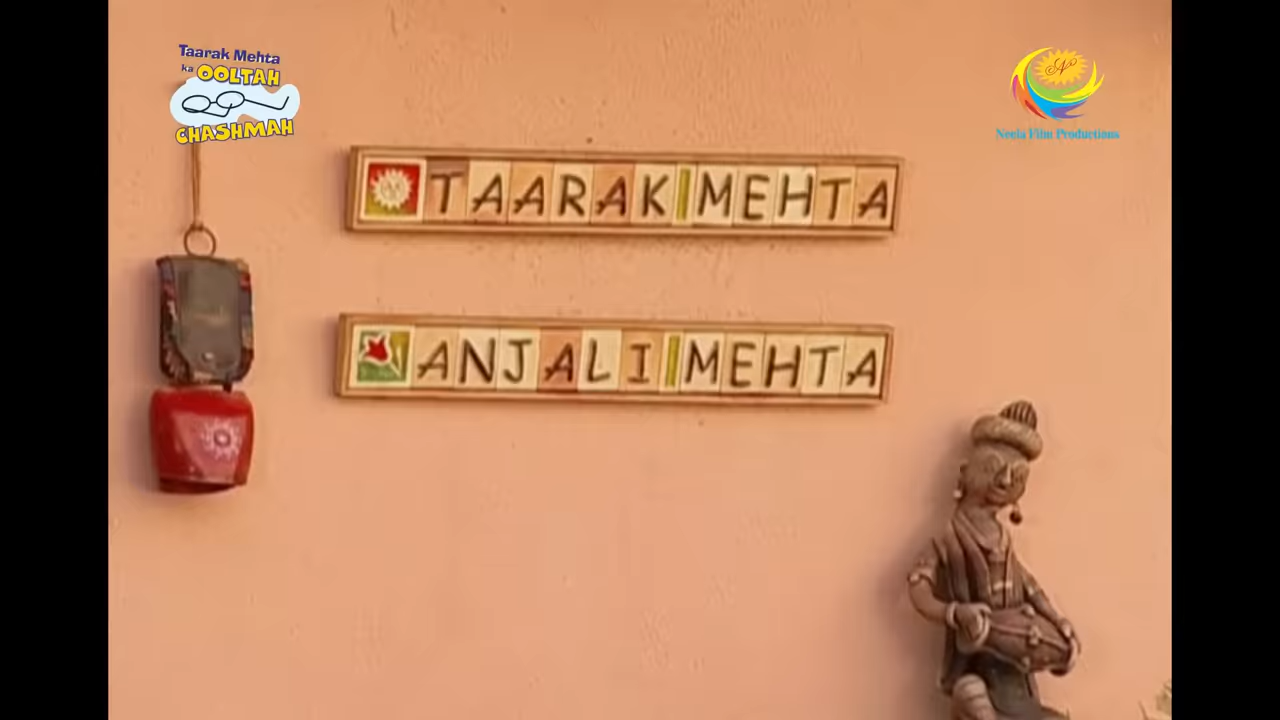 Taarak Mehta
ka OOLTAH
CHASHMAH
Neela Film Productions
TAARAK MEHTA
ANJALI MEHTA